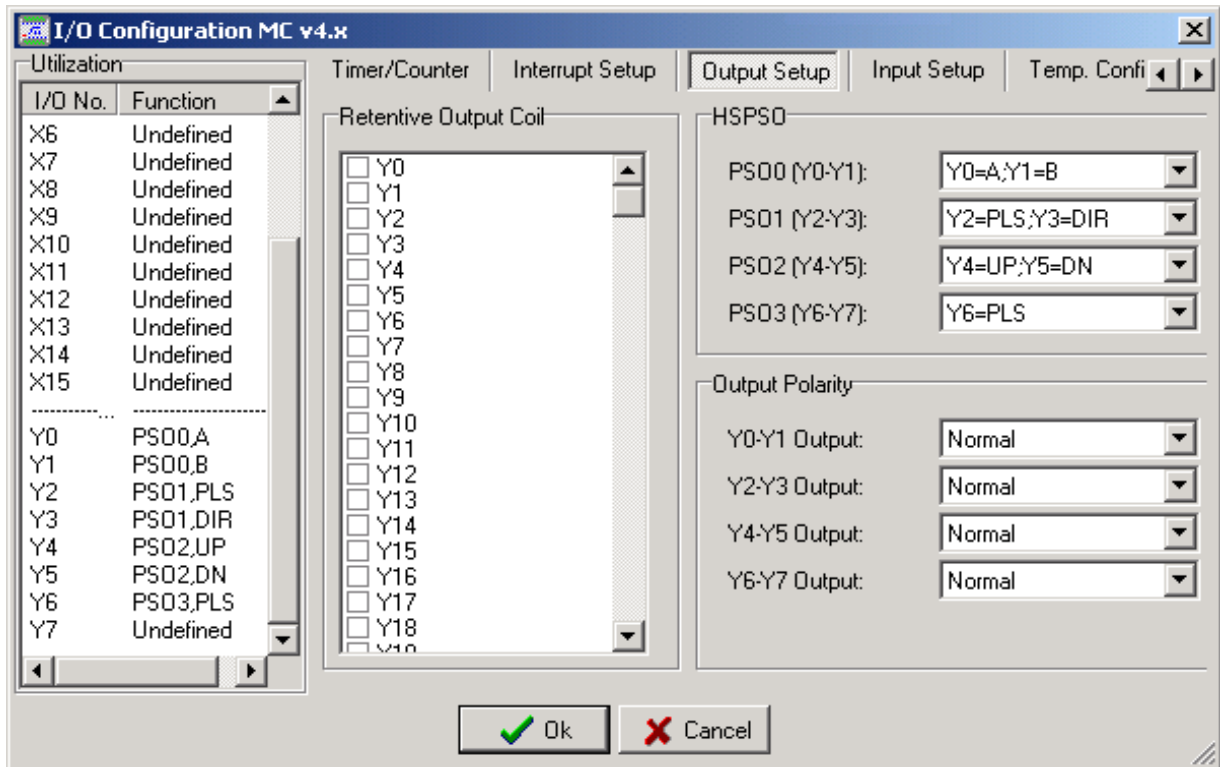 I/O Configuration MC v4.x
Utilization
I/O No. Function
X6 Undefined
X7 Undefined
X8 Undefined
X9 Undefined
X10 Undefined
X11 Undefined
X12 Undefined
X13 Undefined
X14 Undefined
X15 Undefined
-----------... ----------------------
Y0 PSO0,A
Y1 PSO0,B
Y2 PSO1,PLS
Y3 PSO1,DIR
Y4 PSO2,UP
Y5 PSO2,DN
Y6 PSO3,PLS
Y7 Undefined
Timer/Counter Interrupt Setup Output Setup Input Setup Temp. Confi
Retentive Output Coil
Y0
Y1
Y2
Y3
Y4
Y5
Y6
Y7
Y8
Y9
Y10
Y11
Y12
Y13
Y14
Y15
Y16
Y17
Y18
Y19
HSPSO
PSO0 (Y0-Y1): Y0=A;Y1=B
PSO1 (Y2-Y3): Y2=PLS;Y3=DIR
PSO2 (Y4-Y5): Y4=UP;Y5=DN
PSO3 (Y6-Y7): Y6=PLS
Output Polarity
Y0-Y1 Output: Normal
Y2-Y3 Output: Normal
Y4-Y5 Output: Normal
Y6-Y7 Output: Normal
Ok Cancel